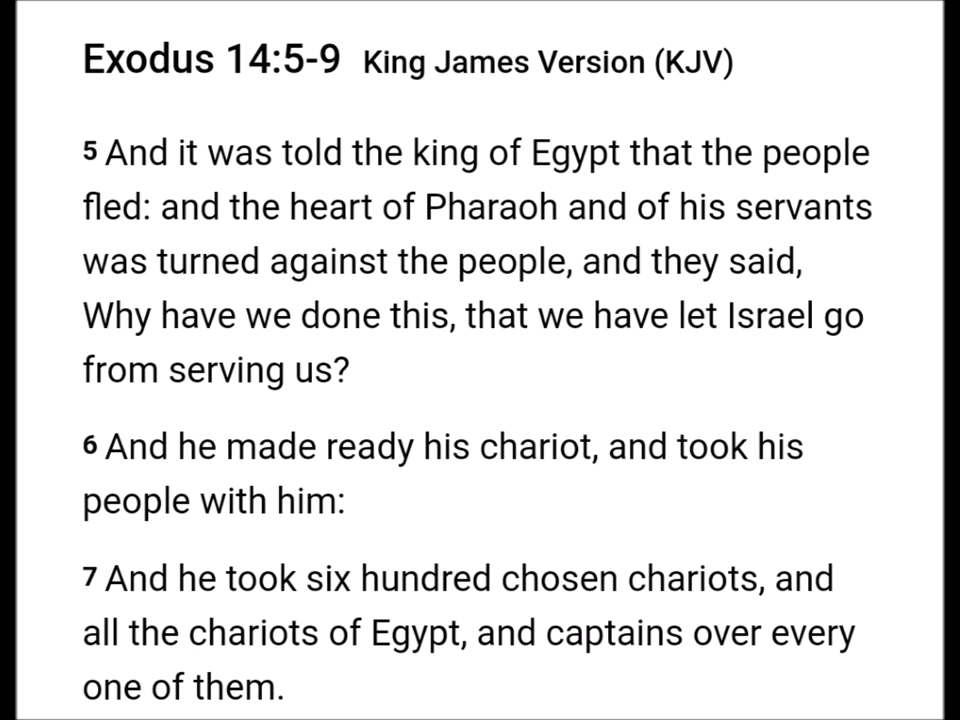 Exodus 14:5-9 King James Version (KJV)
5 And it was told the king of Egypt that the people
fled: and the heart of Pharaoh and of his servants
was turned against the people, and they said,
Why have we done this, that we have let Israel go
from serving us?
6 And he made ready his chariot, and took his
people with him:
7 And he took six hundred chosen chariots, and
all the chariots of Egypt, and captains over every
one of them.